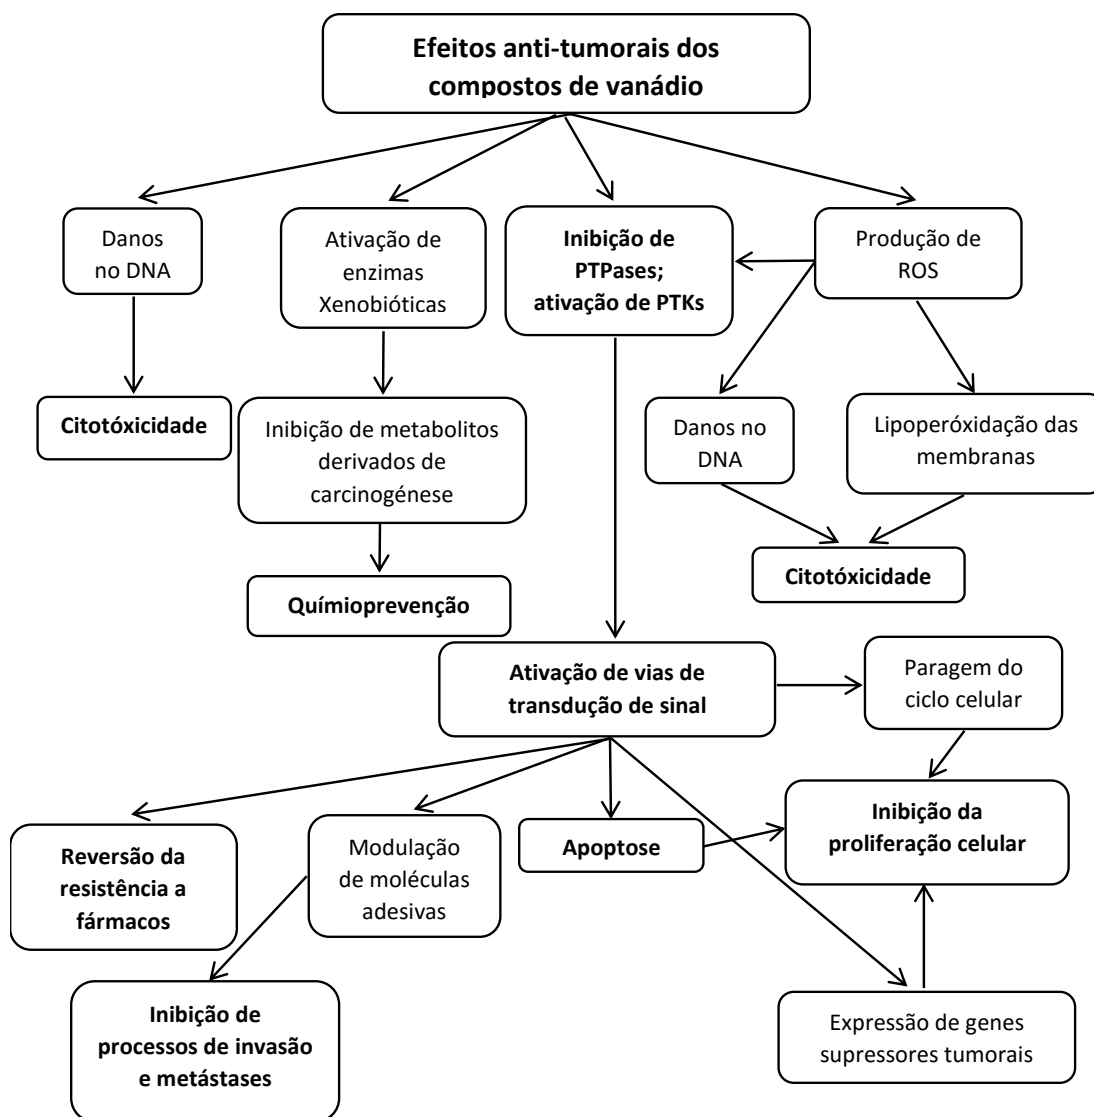 Efeitos anti-tumorais dos
compostos de vanádio
Danos
no DNA
Ativação de
enzimas
Xenobióticas
Inibição de
PTPases;
ativação de PTKs
Produção de
ROS
Citotóxicidade
Inibição de metabolitos
derivados de
carcinogénese
Danos no
DNA
Lipoperóxidação das
membranas
Químioprevenção
Citotóxicidade
Ativação de vias de
transdução de sinal
Paragem do
ciclo celular
Reversão da
resistência a
fármacos
Modulação
de moléculas
adesivas
Apoptose
Inibição da
proliferação celular
Inibição de
processos de invasão
e metástases
Expressão de genes
supressores tumorais